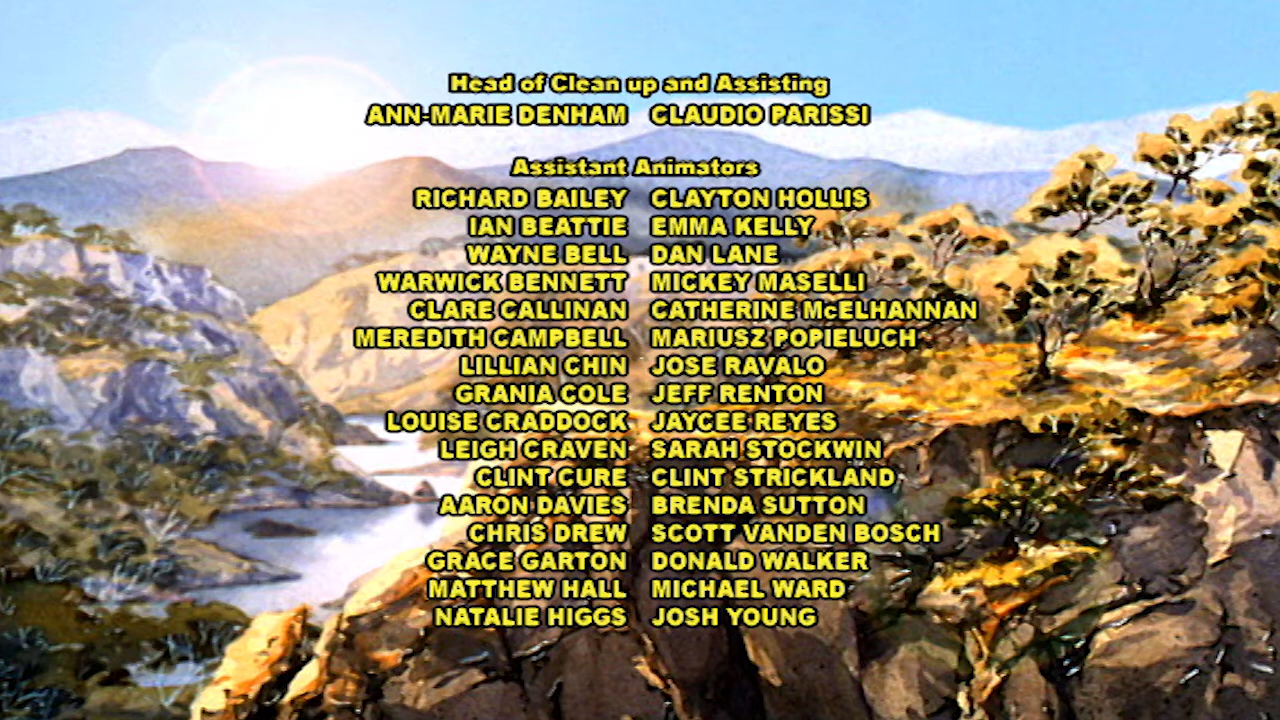 Head of Clean up and Assisting
ANN-MARIE DENHAM CLAUDIO PARISSI
Assistant Animators
RICHARD BAILEY CLAYTON HOLLIS
IAN BEATTIE EMMA KELLY
WAYNE BELL DAN LANE
WARWICK BENNETT MICKEY MASELLI
CLARE CALLINAN CATHERINE McELHANNAN
MEREDITH CAMPBELL MARIUSZ POPIELUCH
LILLIAN CHIN JOSE RAVALO
GRANIA COLE JEFF RENTON
LOUISE CRADDOCK JAYCEE REYES
LEIGH CRAVEN SARAH STOCKWIN
CLINT CURE CLINT STRICKLAND
AARON DAVIES BRENDA SUTTON
CHRIS DREW SCOTT VANDEN BOSCH
GRACE GARTON DONALD WALKER
MATTHEW HALL MICHAEL WARD
NATALIE HIGGS JOSH YOUNG